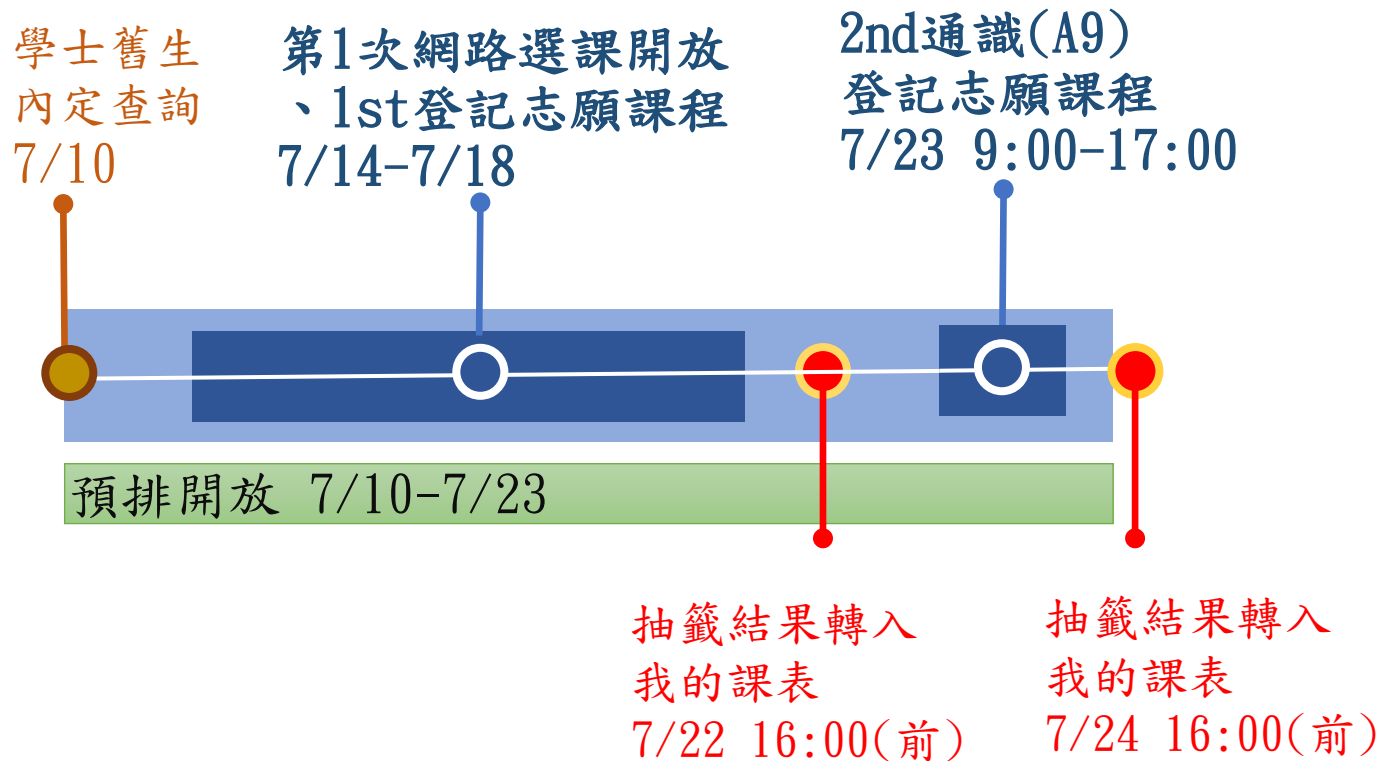 學士舊生
內定查詢
7/10
第1次網路選課開放
、1st登記志願課程
7/14-7/18
2nd通識(A9)
登記志願課程
7/23 9:00-17:00
預排開放 7/10-7/23
抽籤結果轉入
我的課表
7/22 16:00(前)
抽籤結果轉入
我的課表
7/24 16:00(前)